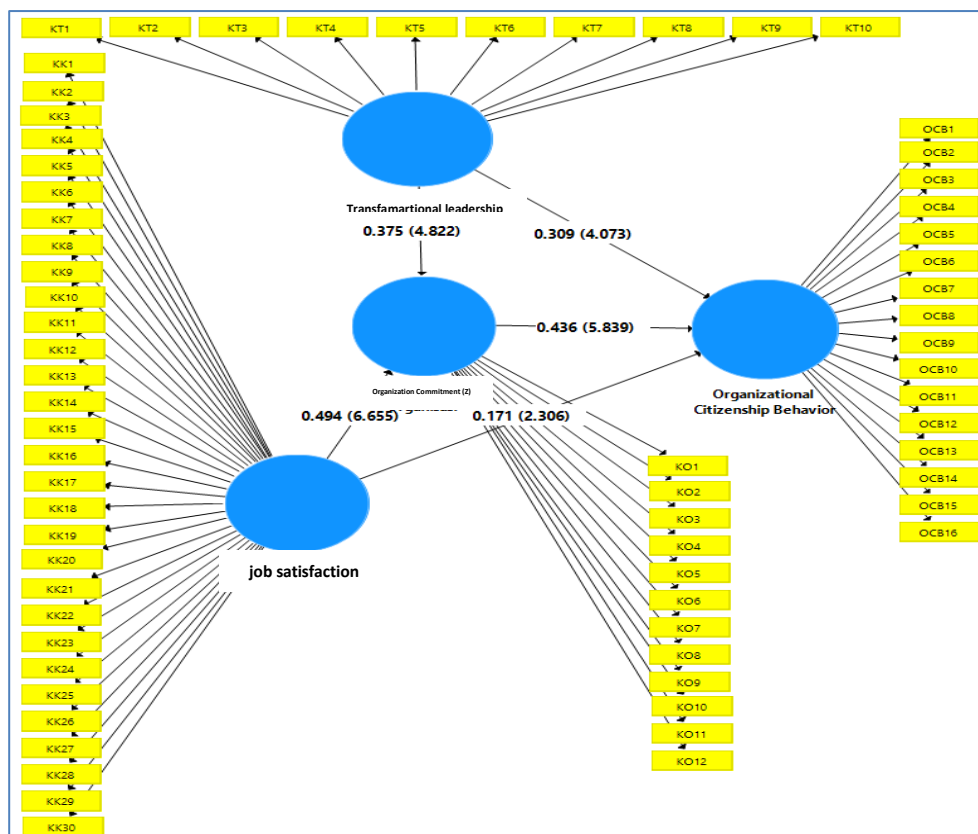 KT1 KT2 KT3 KT4 KT5 KT6 KT7 KT8 KT9 KT10
KK1
KK2
KK3
KK4
KK5
KK6
KK7
KK8
KK9
KK10
KK11
KK12
KK13
KK14
KK15
KK16
KK17
KK18
KK19
KK20
KK21
KK22
KK23
KK24
KK25
KK26
KK27
KK28
KK29
KK30
Transfamartional leadership
0.375 (4.822)
0.309 (4.073)
0.436 (5.839)
Organization Commitment (Z)
0.494 (6.655)
0.171 (2.306)
job satisfaction
Organizational
Citizenship Behavior
KO1
KO2
KO3
KO4
KO5
KO6
KO7
KO8
KO9
KO10
KO11
KO12
OCB1
OCB2
OCB3
OCB4
OCB5
OCB6
OCB7
OCB8
OCB9
OCB10
OCB11
OCB12
OCB13
OCB14
OCB15
OCB16